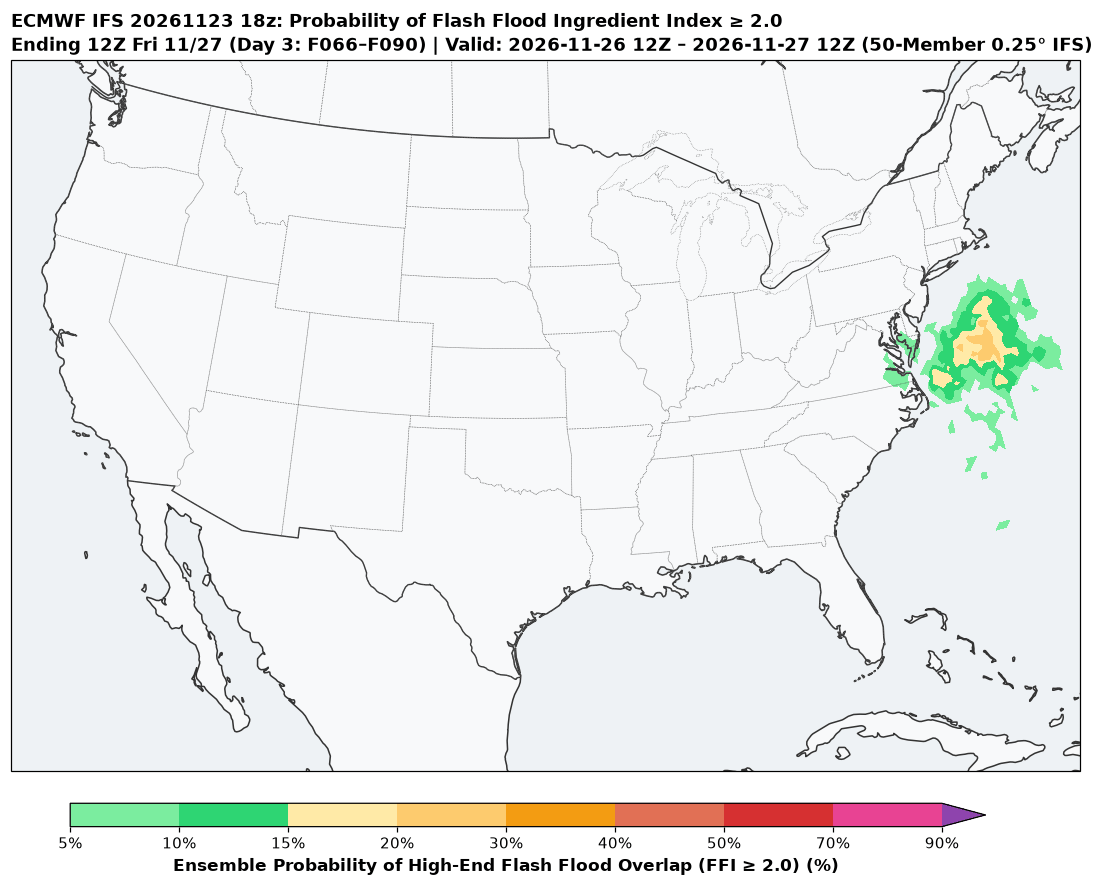 ECMWF IFS 20261123 18z: Probability of Flash Flood Ingredient Index ≥ 2.0
Ending 12Z Fri 11/27 (Day 3: F066–F090) | Valid: 2026-11-26 12Z – 2026-11-27 12Z (50-Member 0.25° IFS)
5% 10% 15% 20% 30% 40% 50% 70% 90%
Ensemble Probability of High-End Flash Flood Overlap (FFI ≥ 2.0) (%)